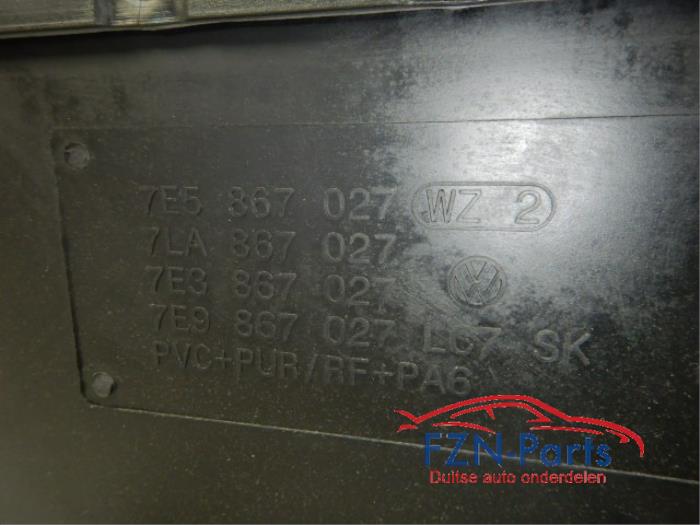 7E5 867 027 WZ 2
7LA 867 027
7E3 867 027
7E9 867 027 LC7 SK
PVC+PUR/RF+PA6
FZN-Parts
Duitse auto onderdelen